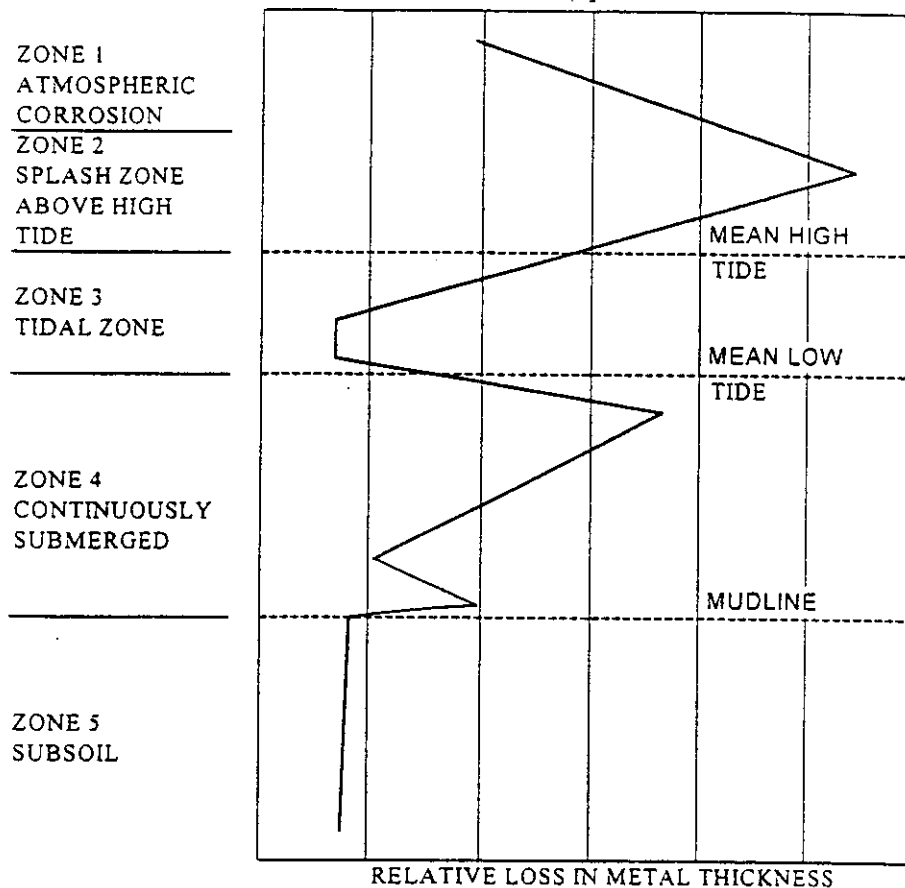 ZONE 1
ATMOSPHERIC
CORROSION
ZONE 2
SPLASH ZONE
ABOVE HIGH
TIDE
MEAN HIGH
TIDE
ZONE 3
TIDAL ZONE
MEAN LOW
TIDE
ZONE 4
CONTINUOUSLY
SUBMERGED
MUDLINE
ZONE 5
SUBSOIL
RELATIVE LOSS IN METAL THICKNESS